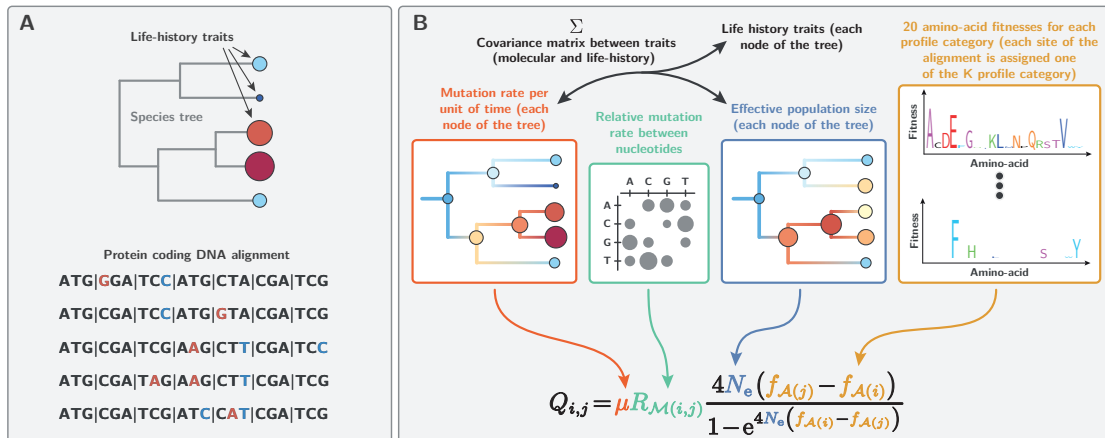 A
Life-history traits
Species tree
Protein coding DNA alignment
ATG|GGA|TCC|ATG|CTA|CGA|TCG
ATG|CGA|TCC|ATG|GTA|CGA|TCG
ATG|CGA|TCG|AAG|CTT|CGA|TCC
ATG|CGA|TAG|AAG|CTT|CGA|TCG
ATG|CGA|TCG|ATC|CAT|CGA|TCG
B
Σ
Covariance matrix between traits
(molecular and life-history)
Life history traits (each
node of the tree)
20 amino-acid fitnesses for each
profile category (each site of the
alignment is assigned one
of the K profile category)
Mutation rate per
unit of time (each
node of the tree)
Relative mutation
rate between
nucleotides
Effective population size
(each node of the tree)
A C G T
A
C
G
T
Fitness
A C D E G K L N Q R S T V
Amino-acid
Fitness
F H S Y
Amino-acid
Q_{i,j} = μR_{ℳ(i,j)} \frac{4N_e(f_{𝒜(j)} − f_{𝒜(i)})}{1 − e^{4N_e(f_{𝒜(i)} − f_{𝒜(j)})}}